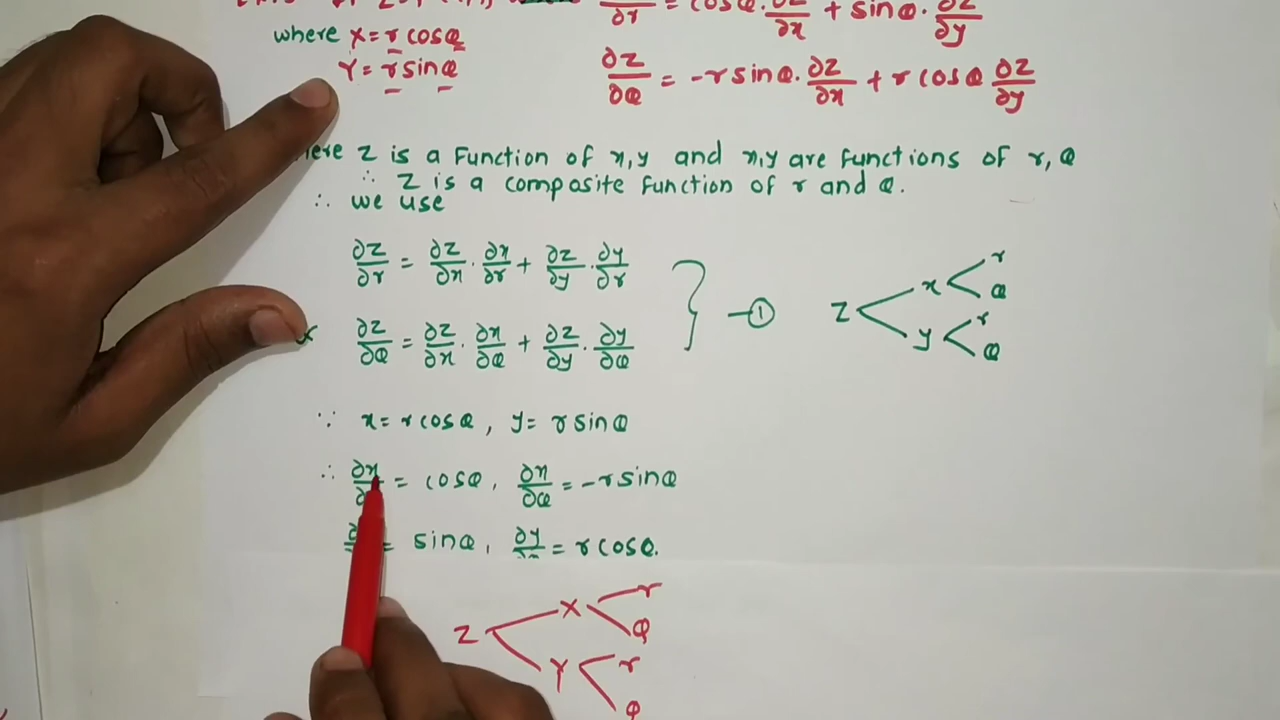 ∂r = cosθ. ∂x + sinθ. ∂y
where x = r cosθ
Y = r sinθ
∂z/∂θ = -r sinθ. ∂z/∂x + r cosθ ∂z/∂y
z is a function of x,y and x,y are functions of r, θ
∴ z is a composite function of r and θ.
∴ we use
∂z/∂r = ∂z/∂x . ∂x/∂r + ∂z/∂y . ∂y/∂r
∂z/∂θ = ∂z/∂x . ∂x/∂θ + ∂z/∂y . ∂y/∂θ
—①
z < x < r θ
y < r θ
∵ x = r cosθ, y = r sinθ
∴ ∂x = cosθ, ∂x/∂θ = -r sinθ
= sinθ, ∂y = r cosθ.
Z X r θ
Y r θ